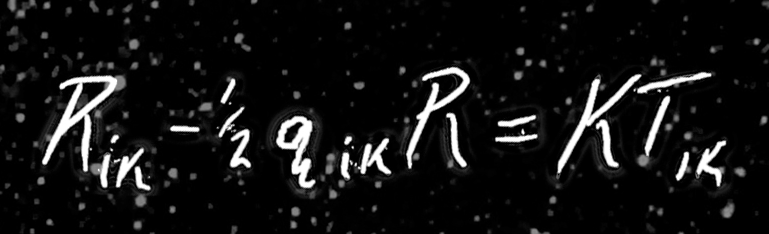 R_ik - 1/2 g_ik R = K T_ik